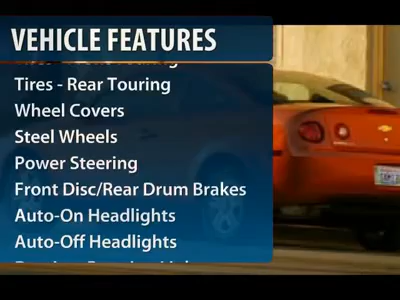 VEHICLE FEATURES
Tires - Rear Touring
Wheel Covers
Steel Wheels
Power Steering
Front Disc/Rear Drum Brakes
Auto-On Headlights
Auto-Off Headlights